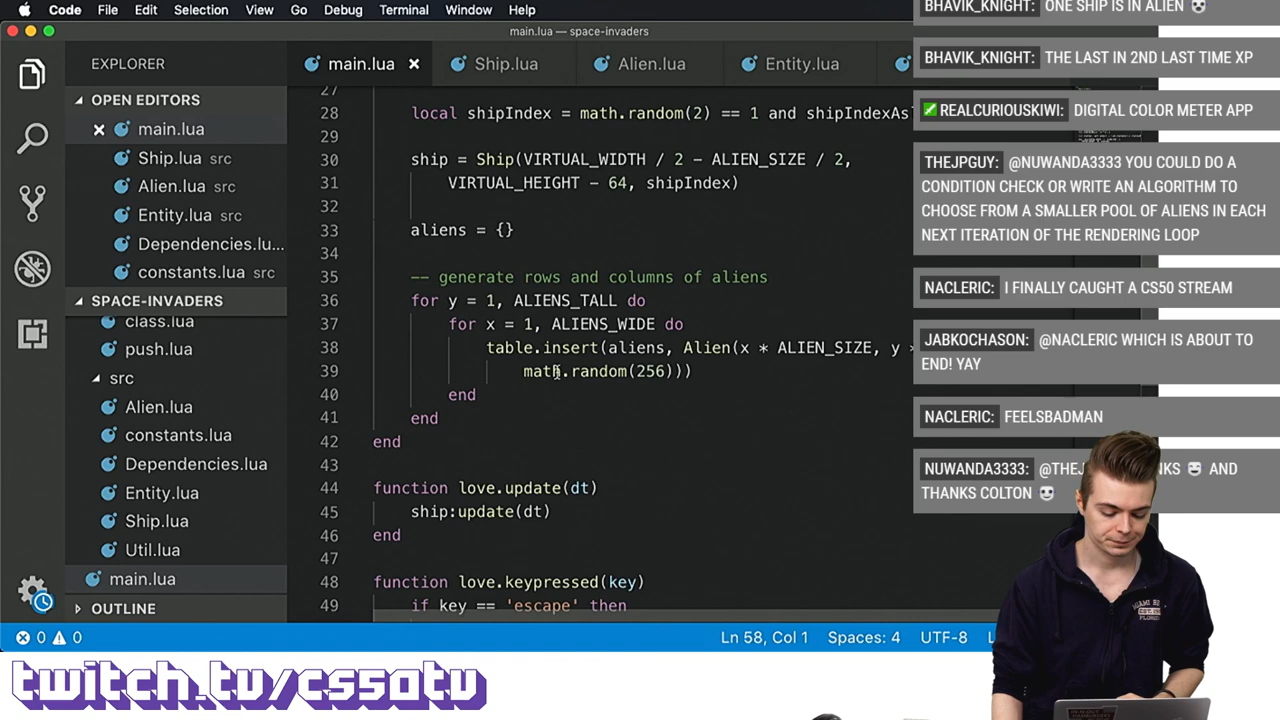 Code File Edit Selection View Go Debug Terminal Window Help
main.lua — space-invaders
EXPLORER
OPEN EDITORS
main.lua
Ship.lua src
Alien.lua src
Entity.lua src
Dependencies.lu...
constants.lua src
SPACE-INVADERS
class.lua
push.lua
src
Alien.lua
constants.lua
Dependencies.lua
Entity.lua
Ship.lua
Util.lua
main.lua
OUTLINE
main.lua Ship.lua Alien.lua Entity.lua
27
28 local shipIndex = math.random(2) == 1 and shipIndexAs
29
30 ship = Ship(VIRTUAL_WIDTH / 2 - ALIEN_SIZE / 2,
31 VIRTUAL_HEIGHT - 64, shipIndex)
32
33 aliens = {}
34
35 -- generate rows and columns of aliens
36 for y = 1, ALIENS_TALL do
37 for x = 1, ALIENS_WIDE do
38 table.insert(aliens, Alien(x * ALIEN_SIZE, y *
39 math.random(256)))
40 end
41 end
42 end
43
44 function love.update(dt)
45 ship:update(dt)
46 end
47
48 function love.keypressed(key)
49 if key == 'escape' then
0 0
Ln 58, Col 1 Spaces: 4 UTF-8
BHAVIK_KNIGHT: ONE SHIP IS IN ALIEN
BHAVIK_KNIGHT: THE LAST IN 2ND LAST TIME XP
REALCURIOUSKIWI: DIGITAL COLOR METER APP
THEJPGUY: @NUWANDA3333 YOU COULD DO A
CONDITION CHECK OR WRITE AN ALGORITHM TO
CHOOSE FROM A SMALLER POOL OF ALIENS IN EACH
NEXT ITERATION OF THE RENDERING LOOP
NACLERIC: I FINALLY CAUGHT A CS50 STREAM
JABKOCHASON: @NACLERIC WHICH IS ABOUT TO
END! YAY
NACLERIC: FEELSBADMAN
NUWANDA3333: @THEJ NKS AND
THANKS COLTON
twitch.tv/cs50tv